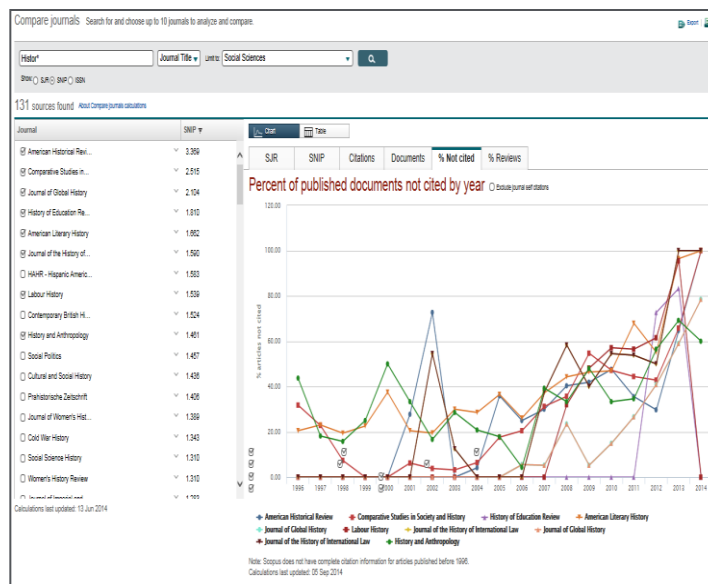 Compare journals Search for and choose up to 10 journals to analyze and compare.
Export
Histor* Journal Title Limit to: Social Sciences
Show: SJR SNIP ISSN
131 sources found About Compare journals calculations
Journal SNIP
American Historical Revi... 3.369
Comparative Studies in... 2.515
Journal of Global History 2.104
History of Education Re... 1.810
American Literary History 1.662
Journal of the History of... 1.590
HAHR - Hispanic Americ... 1.583
Labour History 1.539
Contemporary British Hi... 1.524
History and Anthropology 1.461
Social Politics 1.457
Cultural and Social History 1.436
Prahistorische Zeitschrift 1.406
Journal of Women's Hist... 1.389
Cold War History 1.343
Social Science History 1.310
Women's History Review 1.310
Journal of Imperial and
Calculations last updated: 13 Jun 2014
Chart Table
SJR SNIP Citations Documents % Not cited % Reviews
Percent of published documents not cited by year Exclude journal self citations
120.00
100.00
80.00
60.00
40.00
20.00
0.00
% articles not cited
1996 1997 1998 1999 2000 2001 2002 2003 2004 2005 2006 2007 2008 2009 2010 2011 2012 2013 2014
American Historical Review Comparative Studies in Society and History History of Education Review American Literary History
Journal of Global History Labour History Journal of the History of International Law Journal of Global History
Journal of the History of International Law History and Anthropology
Note: Scopus does not have complete citation information for articles published before 1996.
Calculations last updated: 05 Sep 2014